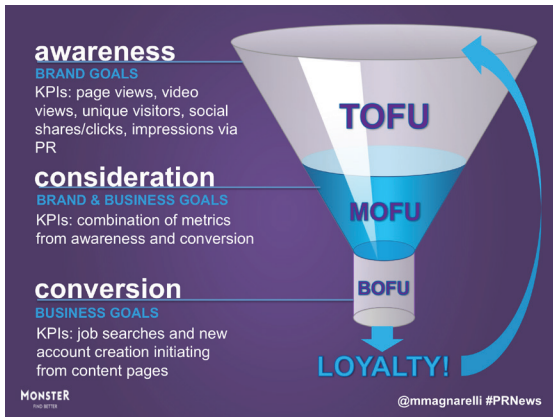 awareness
BRAND GOALS
KPIs: page views, video
views, unique visitors, social
shares/clicks, impressions via
PR
consideration
BRAND & BUSINESS GOALS
KPIs: combination of metrics
from awareness and conversion
conversion
BUSINESS GOALS
KPIs: job searches and new
account creation initiating
from content pages
TOFU
MOFU
BOFU
LOYALTY!
MONSTER
FIND BETTER
@mmagnarelli #PRNews